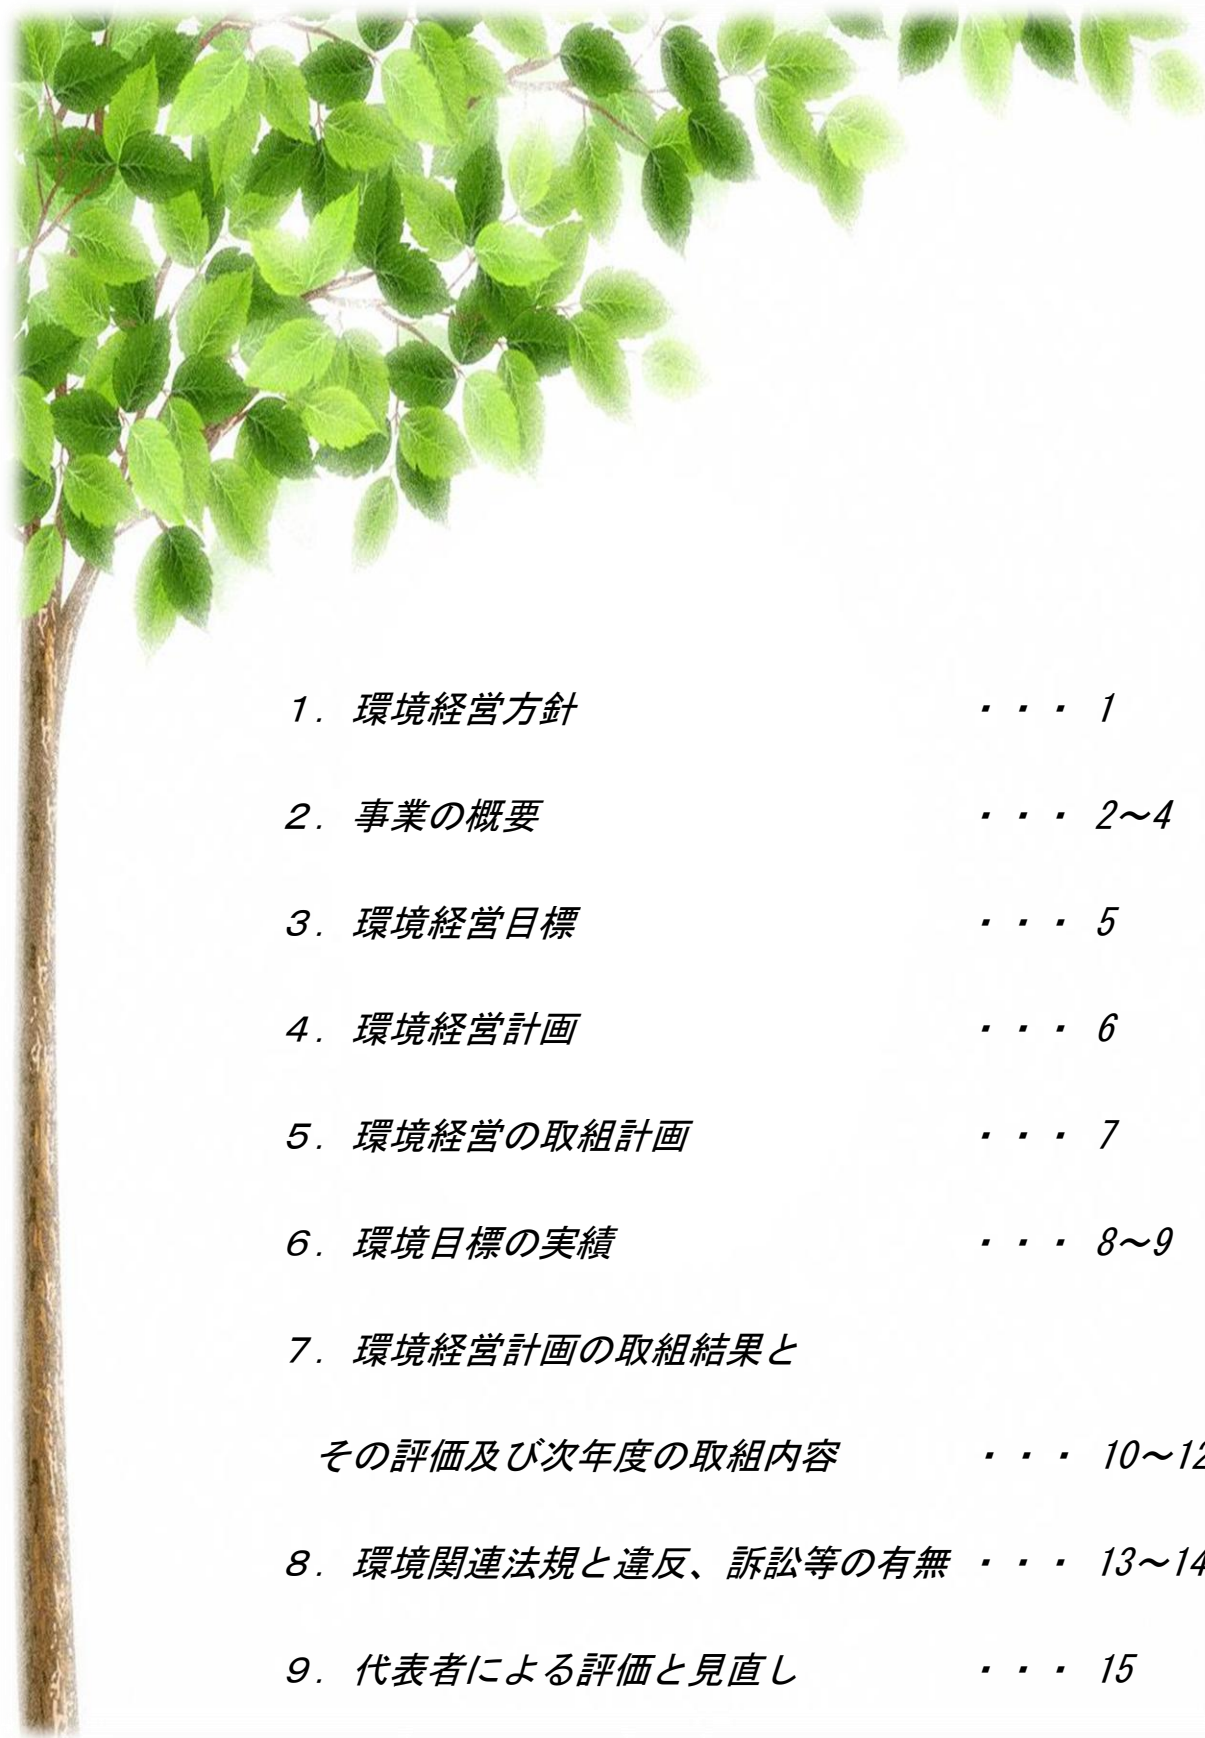 １．環境経営方針 ・・・ 1
２．事業の概要 ・・・ 2～4
３．環境経営目標 ・・・ 5
４．環境経営計画 ・・・ 6
５．環境経営の取組計画 ・・・ 7
６．環境目標の実績 ・・・ 8～9
７．環境経営計画の取組結果と
その評価及び次年度の取組内容 ・・・ 10～12
８．環境関連法規と違反、訴訟等の有無 ・・・ 13～14
９．代表者による評価と見直し ・・・ 15